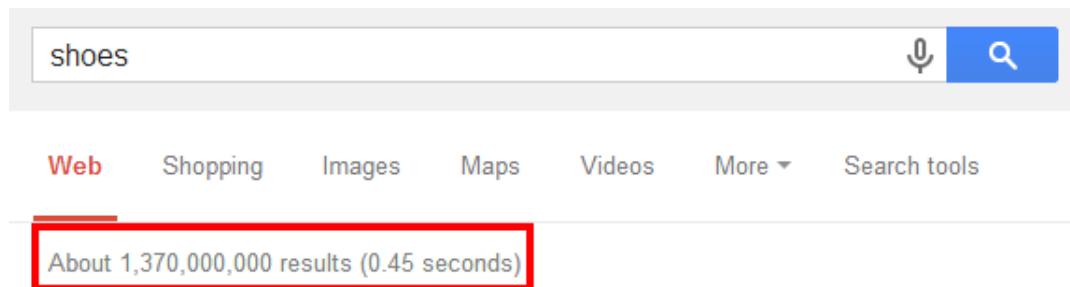 shoes
Web Shopping Images Maps Videos More Search tools
About 1,370,000,000 results (0.45 seconds)